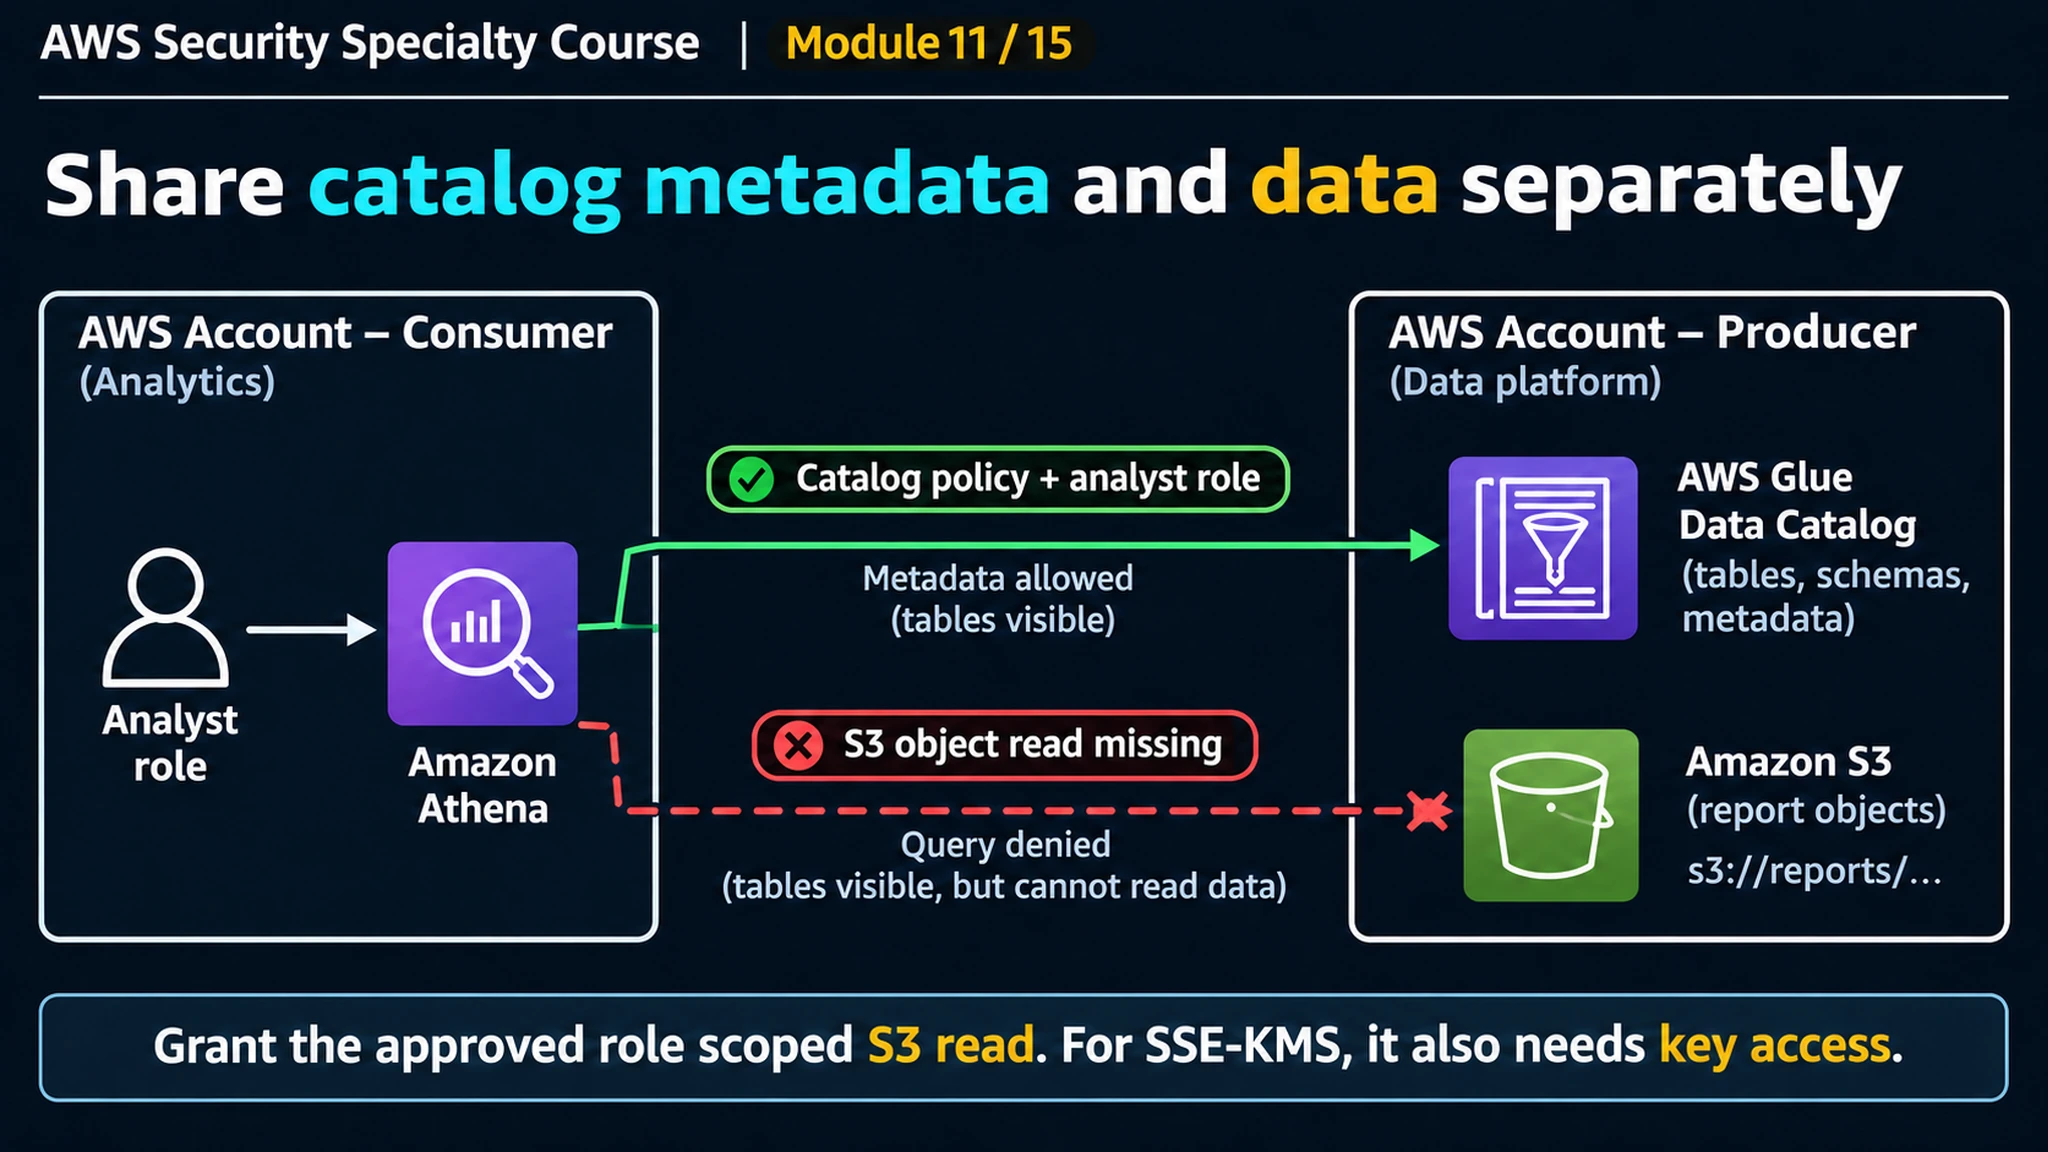 AWS Security Specialty Course | Module 11 / 15
Share catalog metadata and data separately
AWS Account – Consumer
(Analytics)
Analyst
role
Amazon
Athena
Catalog policy + analyst role
Metadata allowed
(tables visible)
S3 object read missing
Query denied
(tables visible, but cannot read data)
AWS Account – Producer
(Data platform)
AWS Glue
Data Catalog
(tables, schemas,
metadata)
Amazon S3
(report objects)
s3://reports/...
Grant the approved role scoped S3 read. For SSE-KMS, it also needs key access.